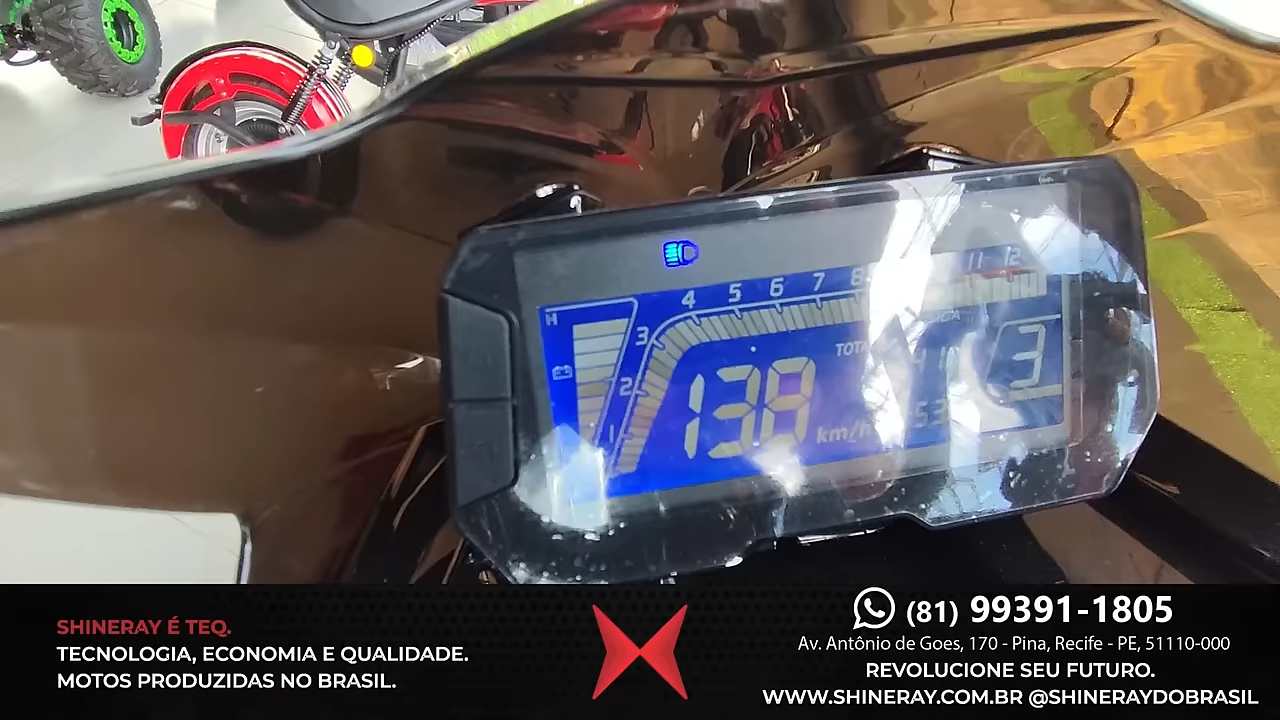 4 5 6 7 8 11 12
H
3
2
1
TOTA
138
km/h
53
3
SHINERAY É TEQ.
TECNOLOGIA, ECONOMIA E QUALIDADE.
MOTOS PRODUZIDAS NO BRASIL.
(81) 99391-1805
Av. Antônio de Goes, 170 - Pina, Recife - PE, 51110-000
REVOLUCIONE SEU FUTURO.
WWW.SHINERAY.COM.BR @SHINERAYDOBRASIL